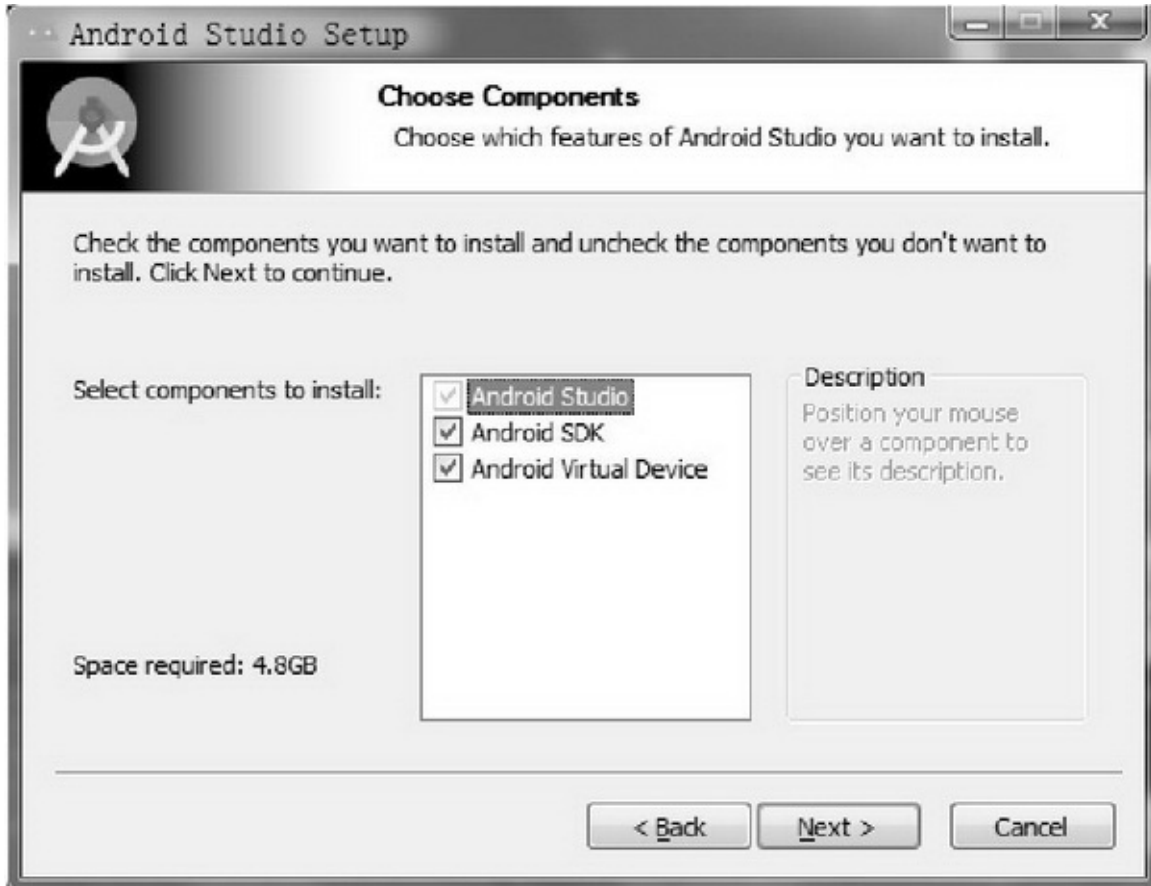 Android Studio Setup
Choose Components
Choose which features of Android Studio you want to install.
Check the components you want to install and uncheck the components you don't want to
install. Click Next to continue.
Select components to install:
Android Studio
Android SDK
Android Virtual Device
Description
Position your mouse
over a component to
see its description.
Space required: 4.8GB
< Back
Next >
Cancel